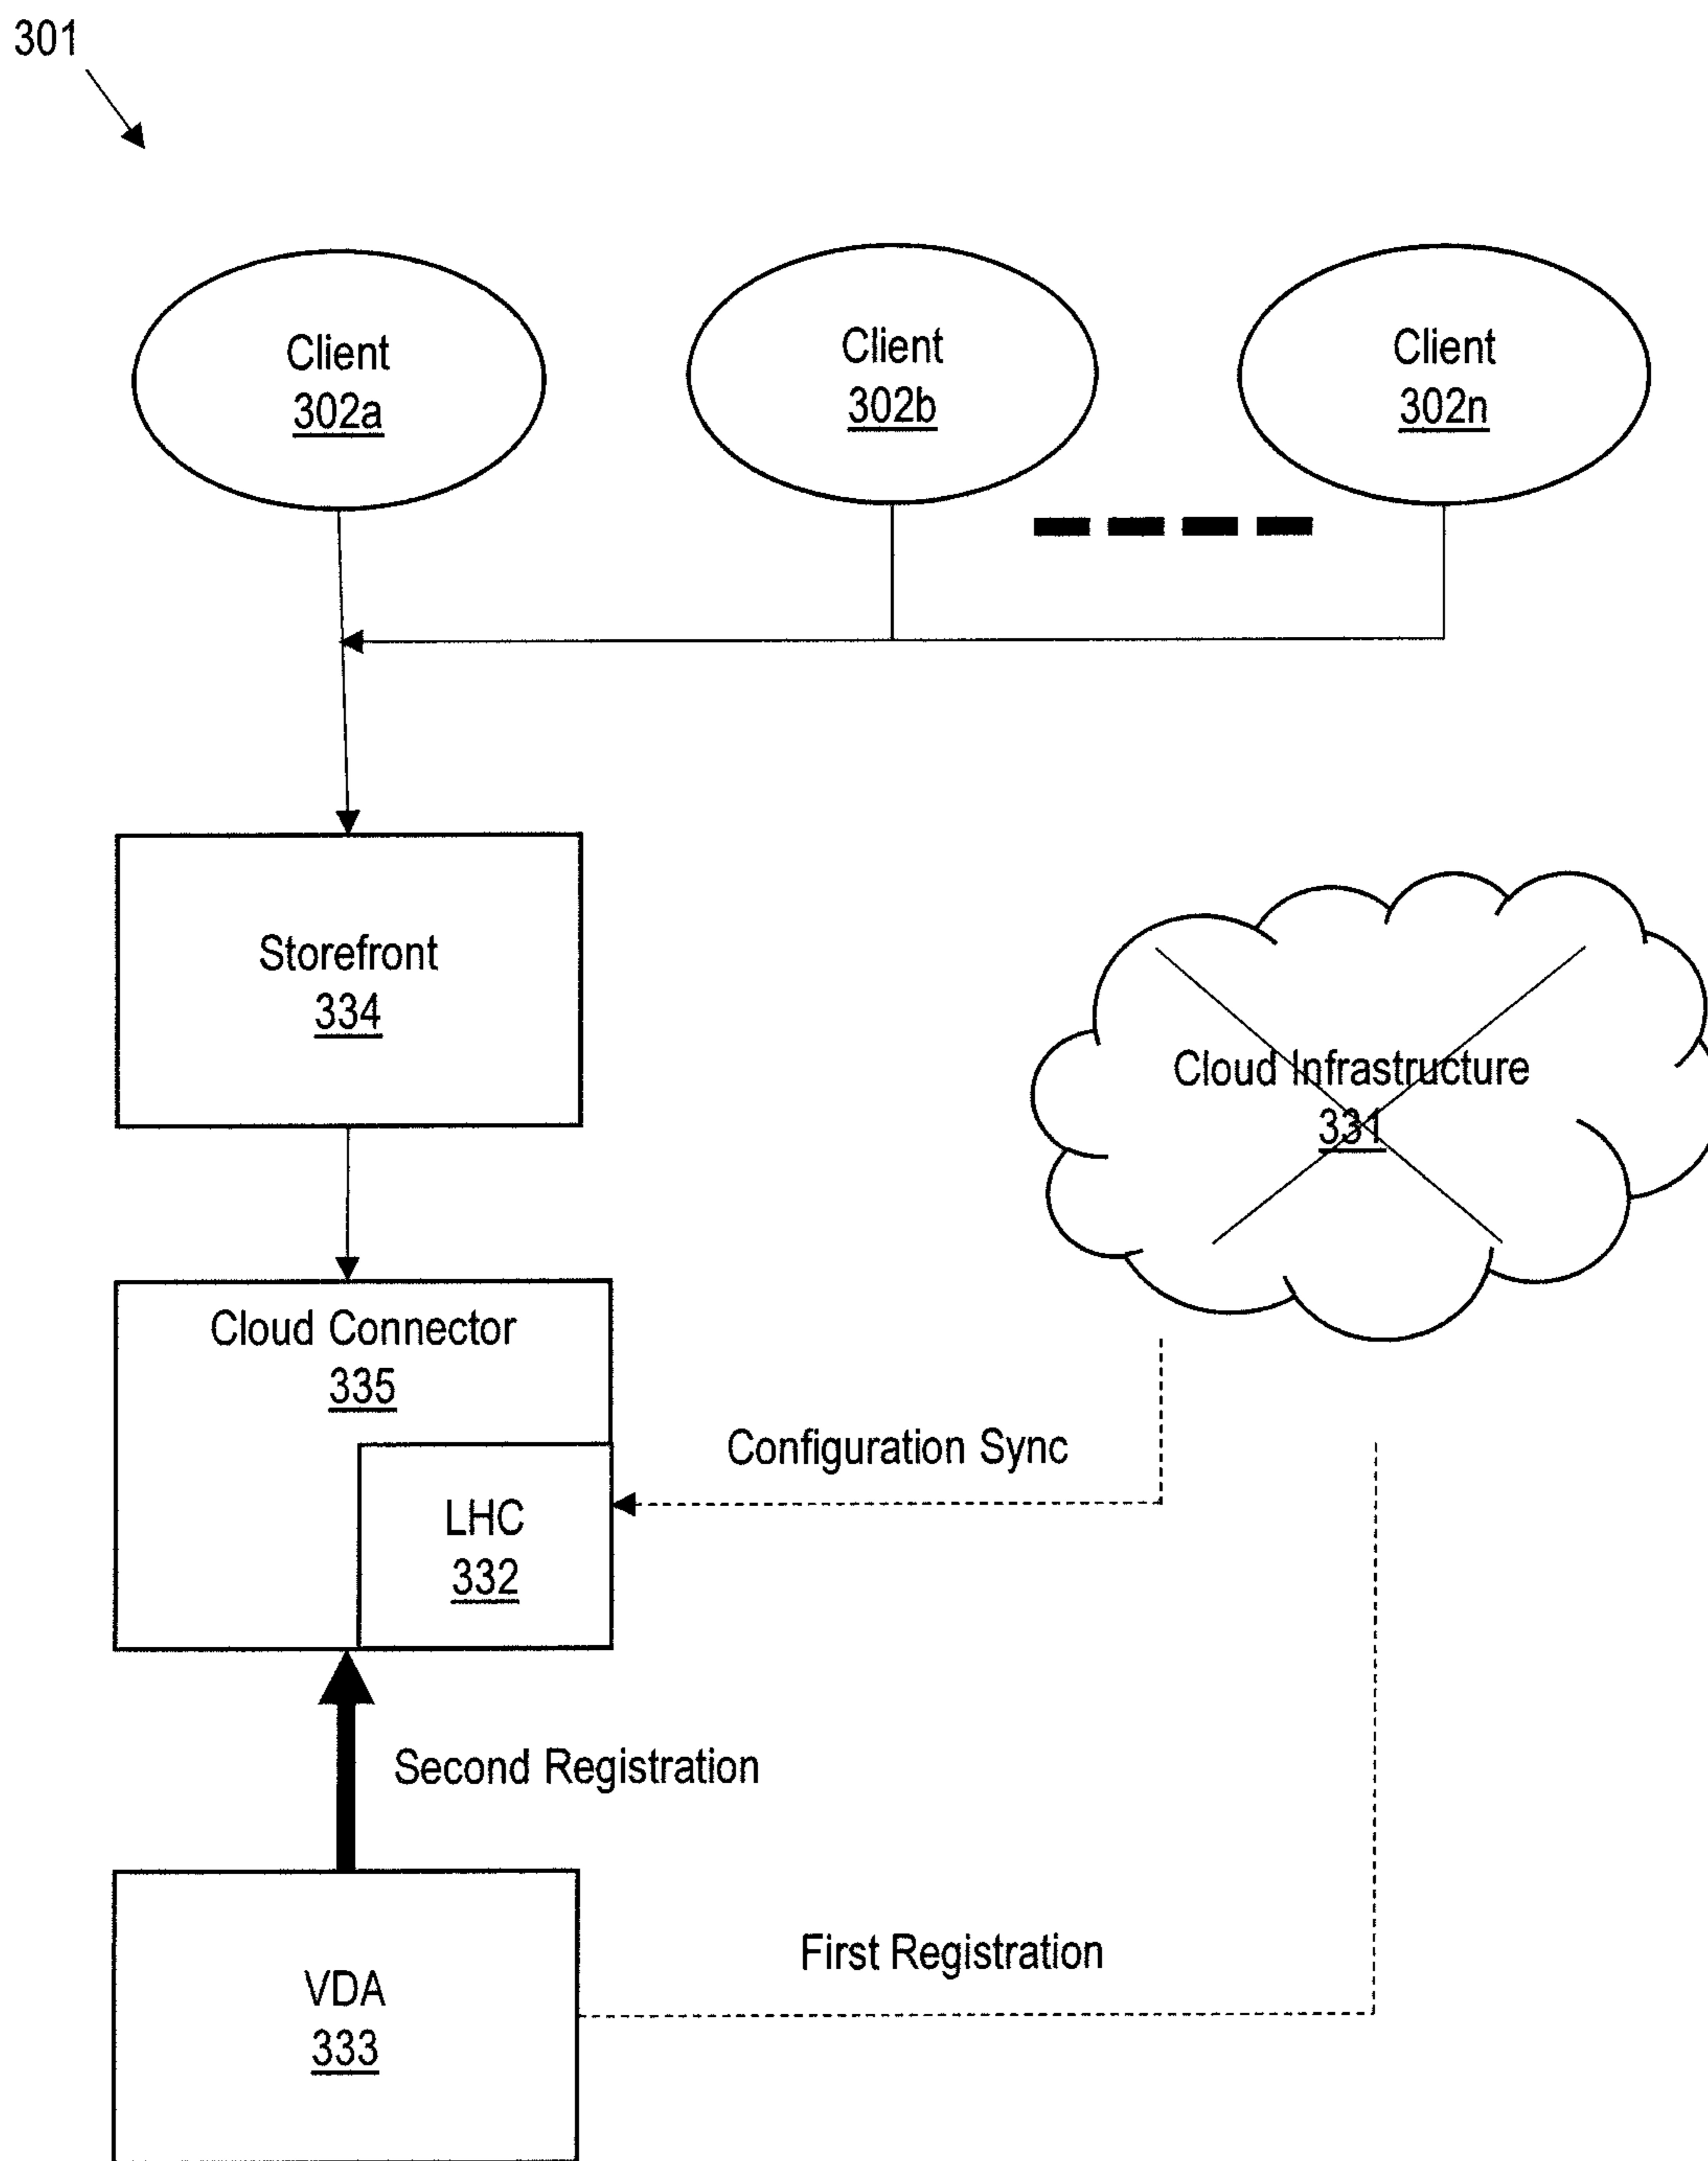 301
Client
302a
Client
302b
Client
302n
Storefront
334
Cloud Infrastructure
331
Cloud Connector
335
Configuration Sync
LHC
332
Second Registration
First Registration
VDA
333